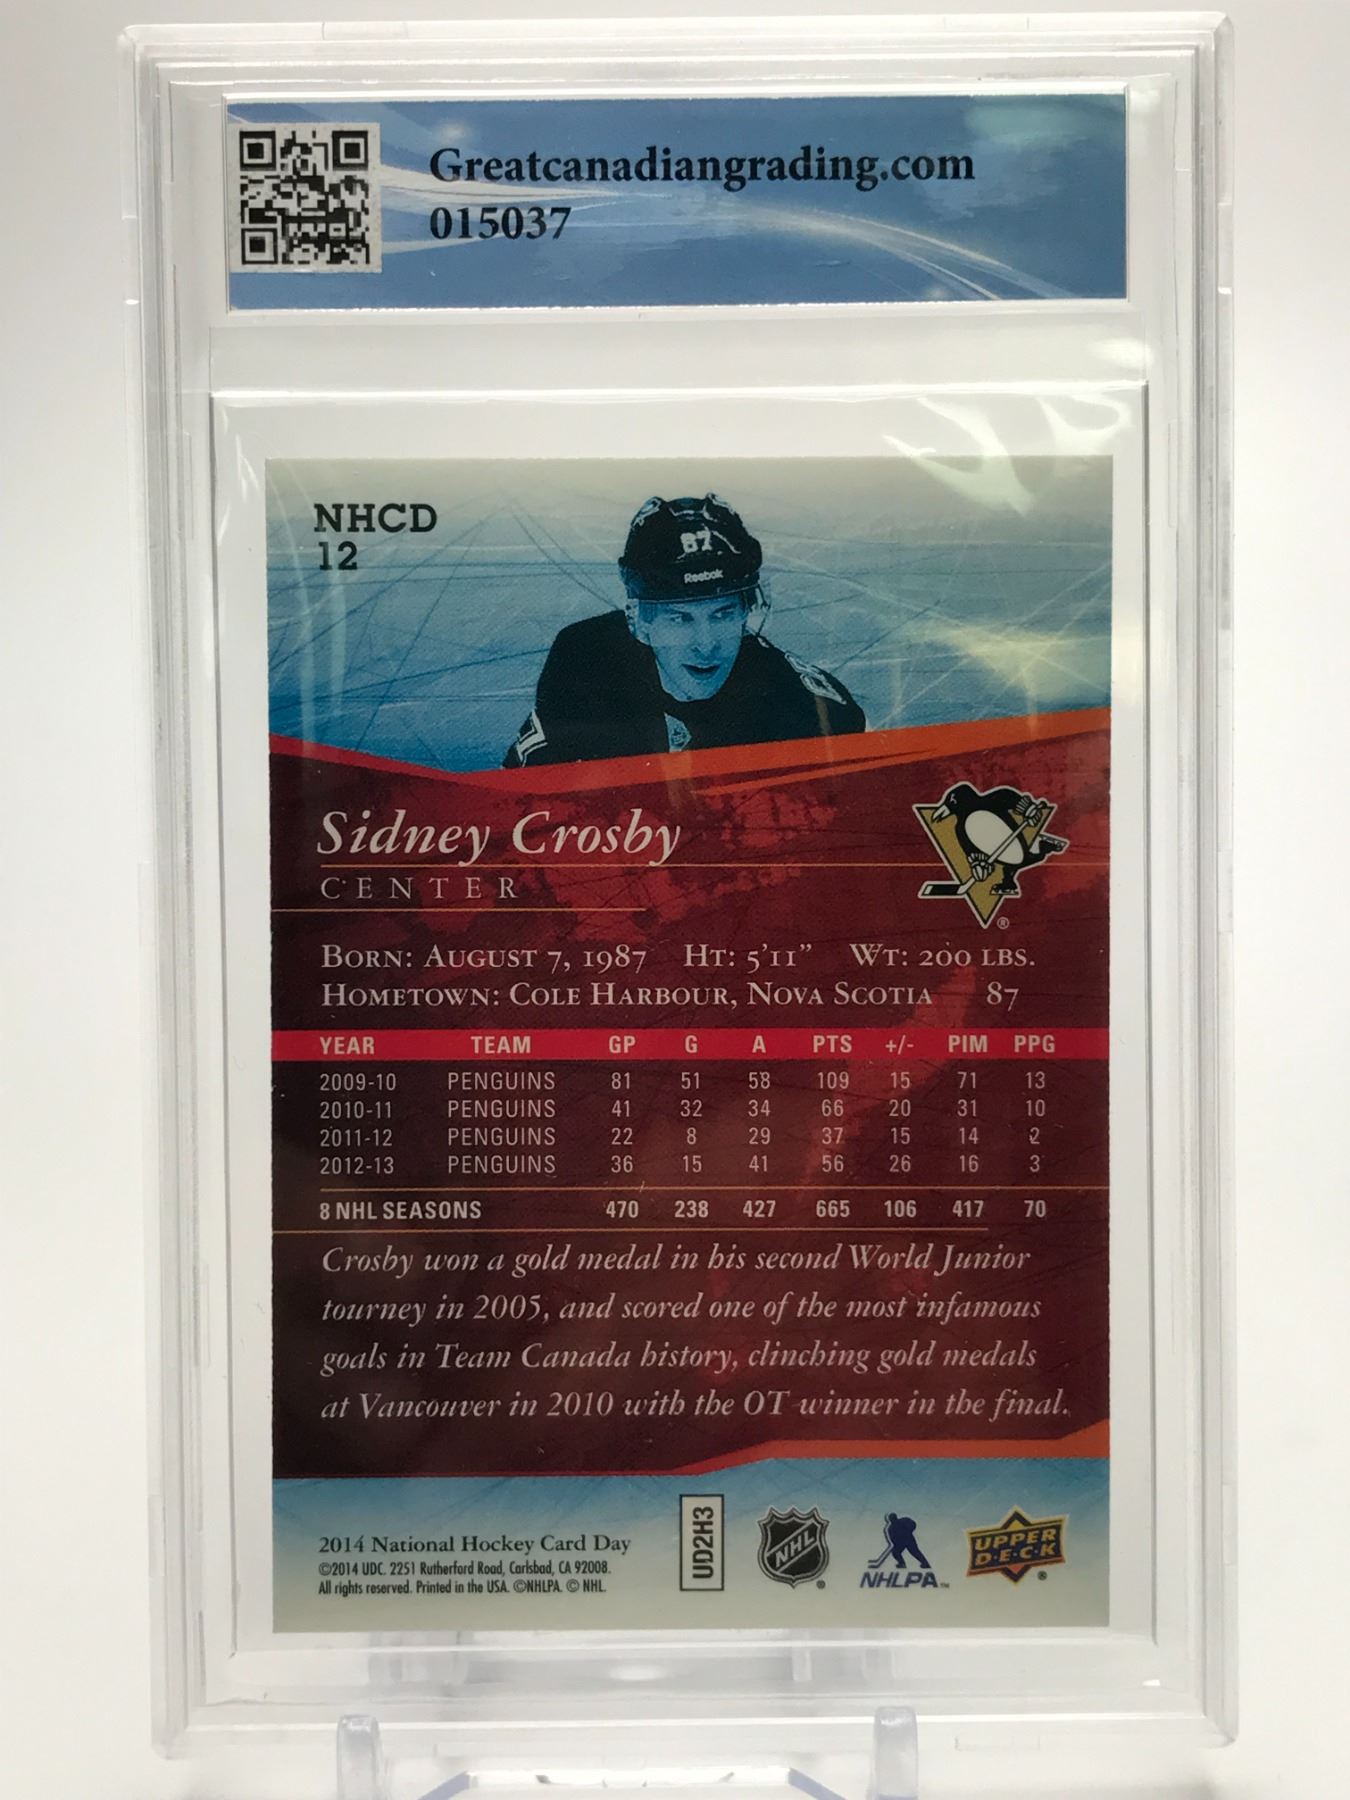 Greatcanadiangrading.com
015037
NHCD
12
87
Reebok
Sidney Crosby
CENTER
BORN: AUGUST 7, 1987 HT: 5'11" WT: 200 LBS.
HOMETOWN: COLE HARBOUR, NOVA SCOTIA 87
YEAR TEAM GP G A PTS +/- PIM PPG
2009-10 PENGUINS 81 51 58 109 15 71 13
2010-11 PENGUINS 41 32 34 66 20 31 10
2011-12 PENGUINS 22 8 29 37 15 14 2
2012-13 PENGUINS 36 15 41 56 26 16 3
8 NHL SEASONS 470 238 427 665 106 417 70
Crosby won a gold medal in his second World Junior
tourney in 2005, and scored one of the most infamous
goals in Team Canada history, clinching gold medals
at Vancouver in 2010 with the OT winner in the final.
2014 National Hockey Card Day
©2014 UDC. 2251 Rutherford Road, Carlsbad, CA 92008.
All rights reserved. Printed in the USA. ©NHLPA. © NHL.
UD2H3
NHL
NHLPA™
UPPER
D·E·C·K